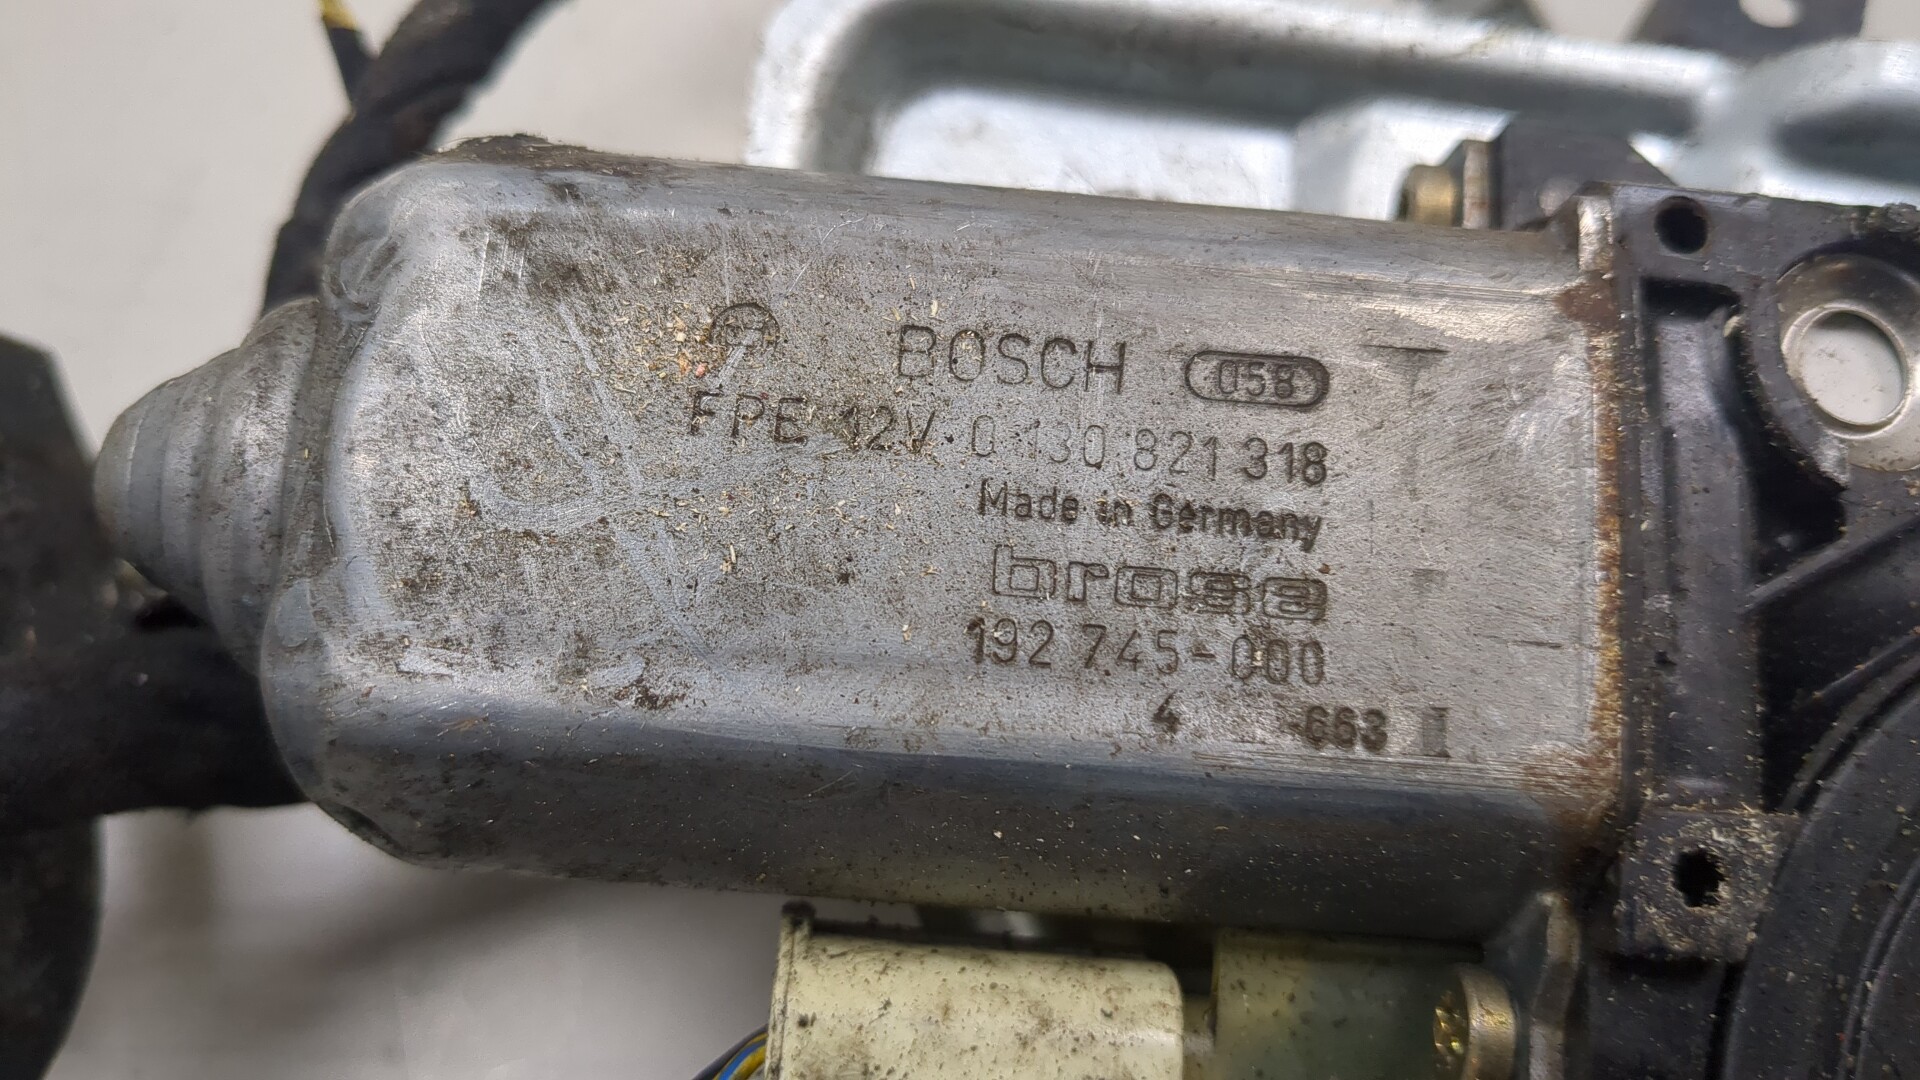 BOSCH 058
FPE 12V 0 130 821 318
Made in Germany
brose
192 745-000
4 -663